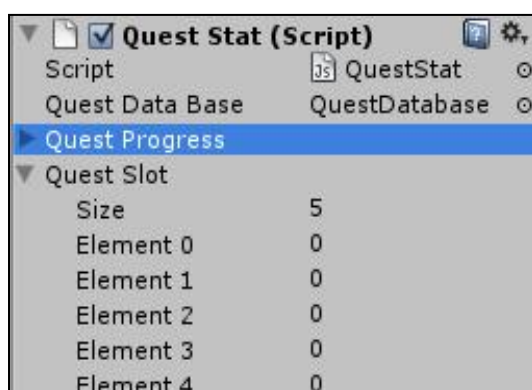 Quest Stat (Script)
Script JS QuestStat
Quest Data Base QuestDatabase
Quest Progress
Quest Slot
Size 5
Element 0 0
Element 1 0
Element 2 0
Element 3 0
Element 4 0